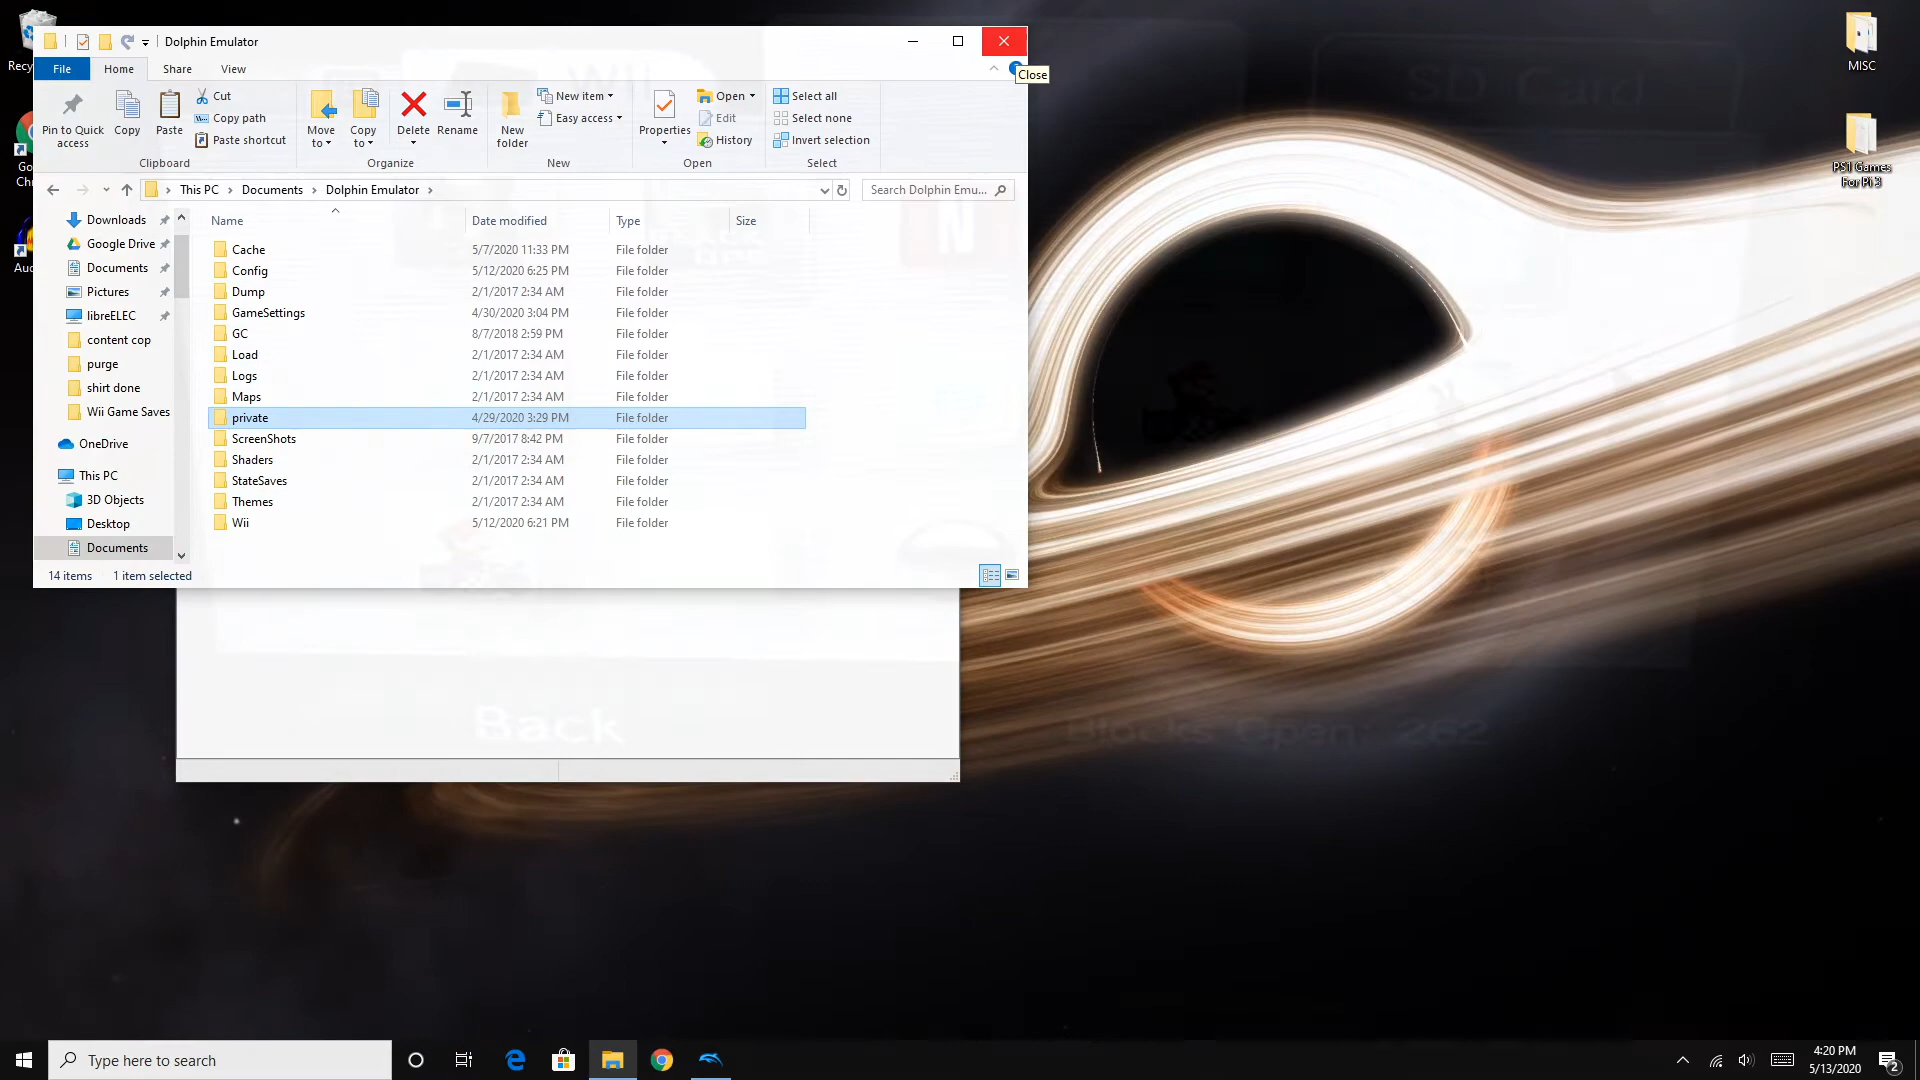 Dolphin Emulator
File
Home
Share
View
Close
Pin to Quick access
Copy
Paste
Cut
Copy path
Paste shortcut
Clipboard
Move to
Copy to
Delete
Rename
Organize
New folder
New item
Easy access
New
Properties
Open
Edit
History
Open
Select all
Select none
Invert selection
Select
This PC
Documents
Dolphin Emulator
Search Dolphin Emu...
Name
Date modified
Type
Size
Cache 5/7/2020 11:33 PM File folder
Config 5/12/2020 6:25 PM File folder
Dump 2/1/2017 2:34 AM File folder
GameSettings 4/30/2020 3:04 PM File folder
GC 8/7/2018 2:59 PM File folder
Load 2/1/2017 2:34 AM File folder
Logs 2/1/2017 2:34 AM File folder
Maps 2/1/2017 2:34 AM File folder
private 4/29/2020 3:29 PM File folder
ScreenShots 9/7/2017 8:42 PM File folder
Shaders 2/1/2017 2:34 AM File folder
StateSaves 2/1/2017 2:34 AM File folder
Themes 2/1/2017 2:34 AM File folder
Wii 5/12/2020 6:21 PM File folder
Downloads
Google Drive
Documents
Pictures
libreELEC
content cop
purge
shirt done
Wii Game Saves
OneDrive
This PC
3D Objects
Desktop
Documents
14 items
1 item selected
Wii
SD Card
Back
Blocks Open: 262
Recy
Go
Chr
Aud
MISC
PS1 Games
For Pi 3
Type here to search
4:20 PM
5/13/2020
2